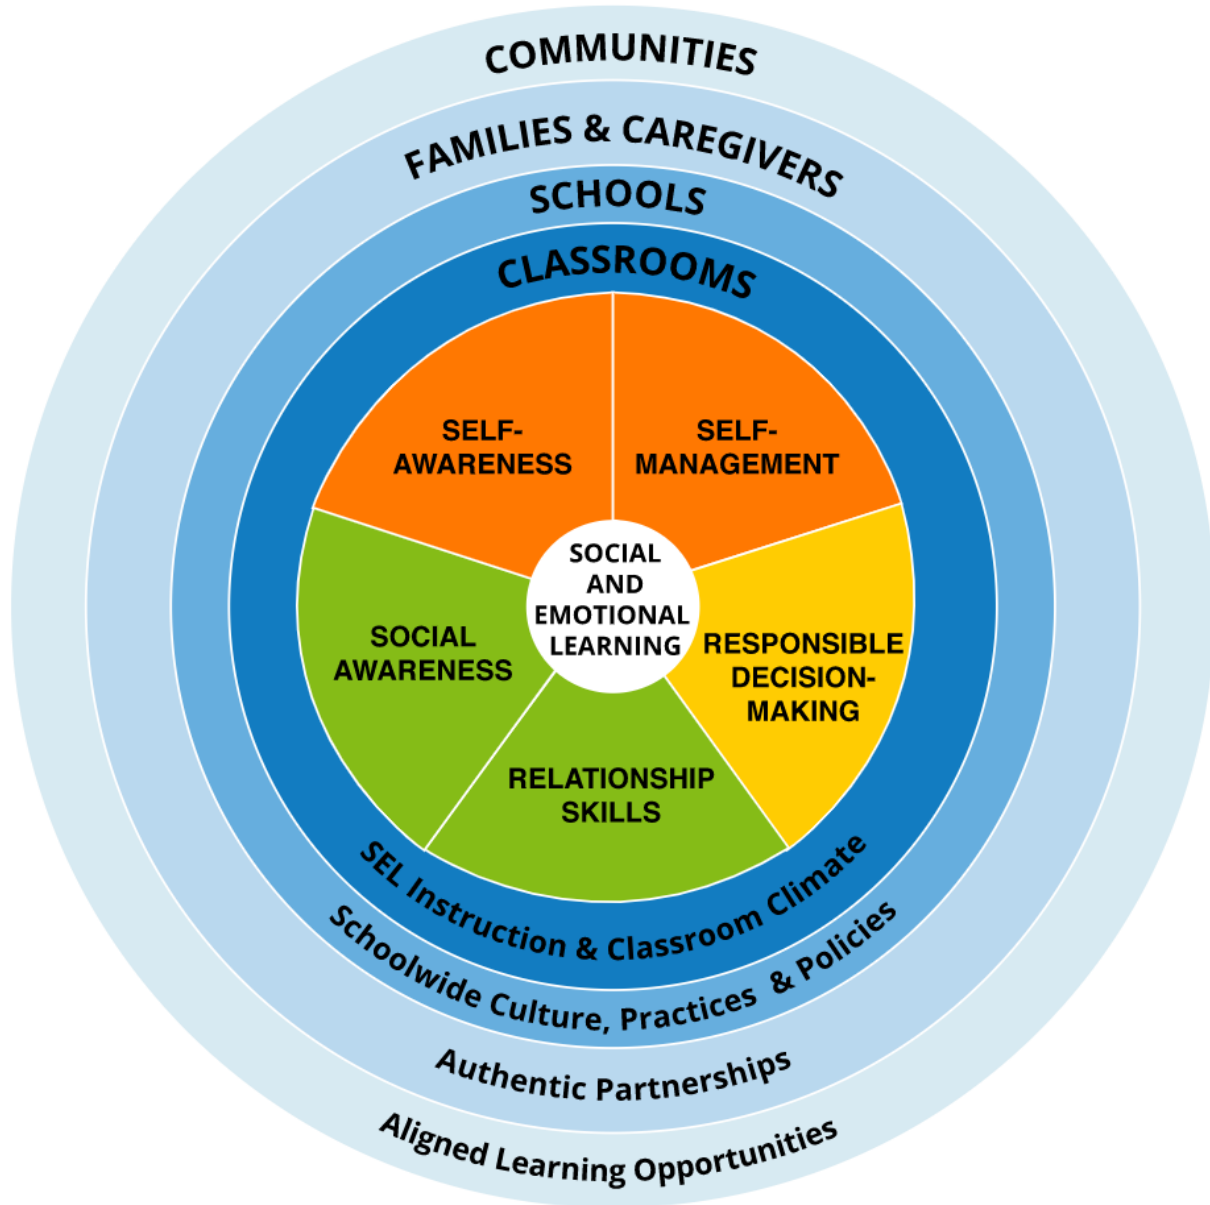 COMMUNITIES
FAMILIES & CAREGIVERS
SCHOOLS
CLASSROOMS
SELF-
AWARENESS
SELF-
MANAGEMENT
SOCIAL
AND
EMOTIONAL
LEARNING
SOCIAL
AWARENESS
RESPONSIBLE
DECISION-
MAKING
RELATIONSHIP
SKILLS
SEL Instruction & Classroom Climate
Schoolwide Culture, Practices & Policies
Authentic Partnerships
Aligned Learning Opportunities